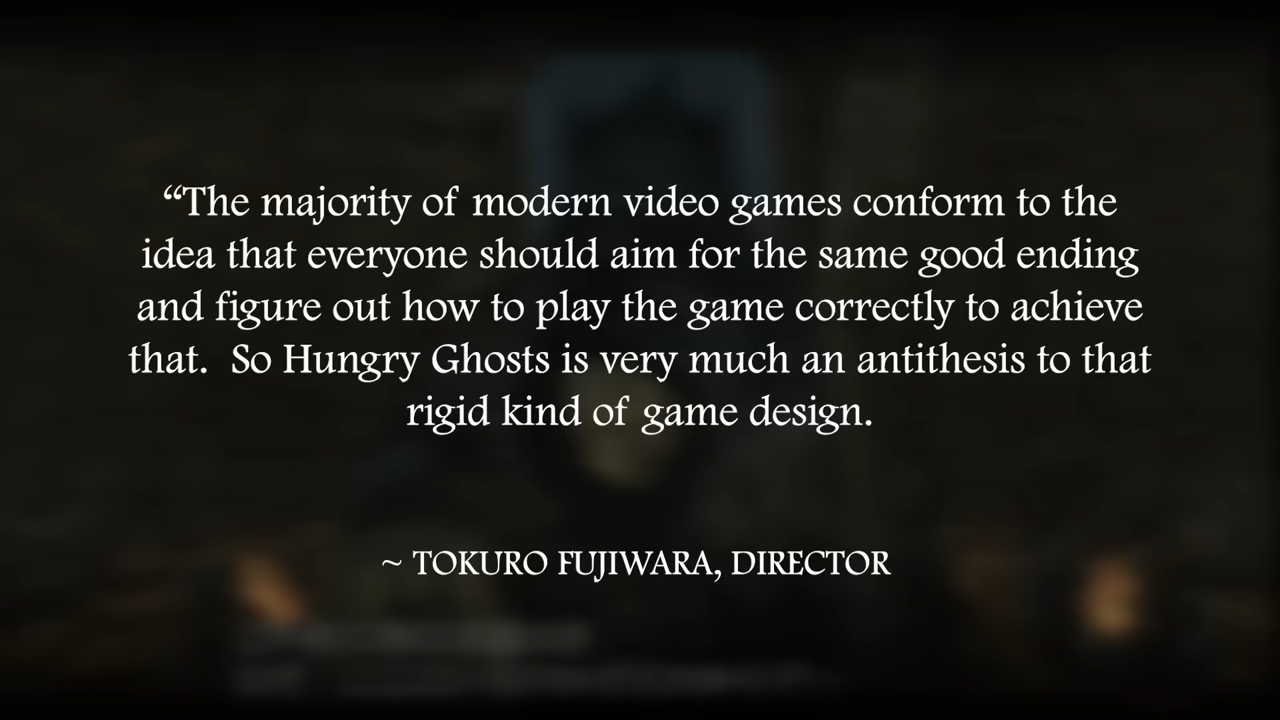 “The majority of modern video games conform to the
idea that everyone should aim for the same good ending
and figure out how to play the game correctly to achieve
that.  So Hungry Ghosts is very much an antithesis to that
rigid kind of game design.
~ TOKURO FUJIWARA, DIRECTOR